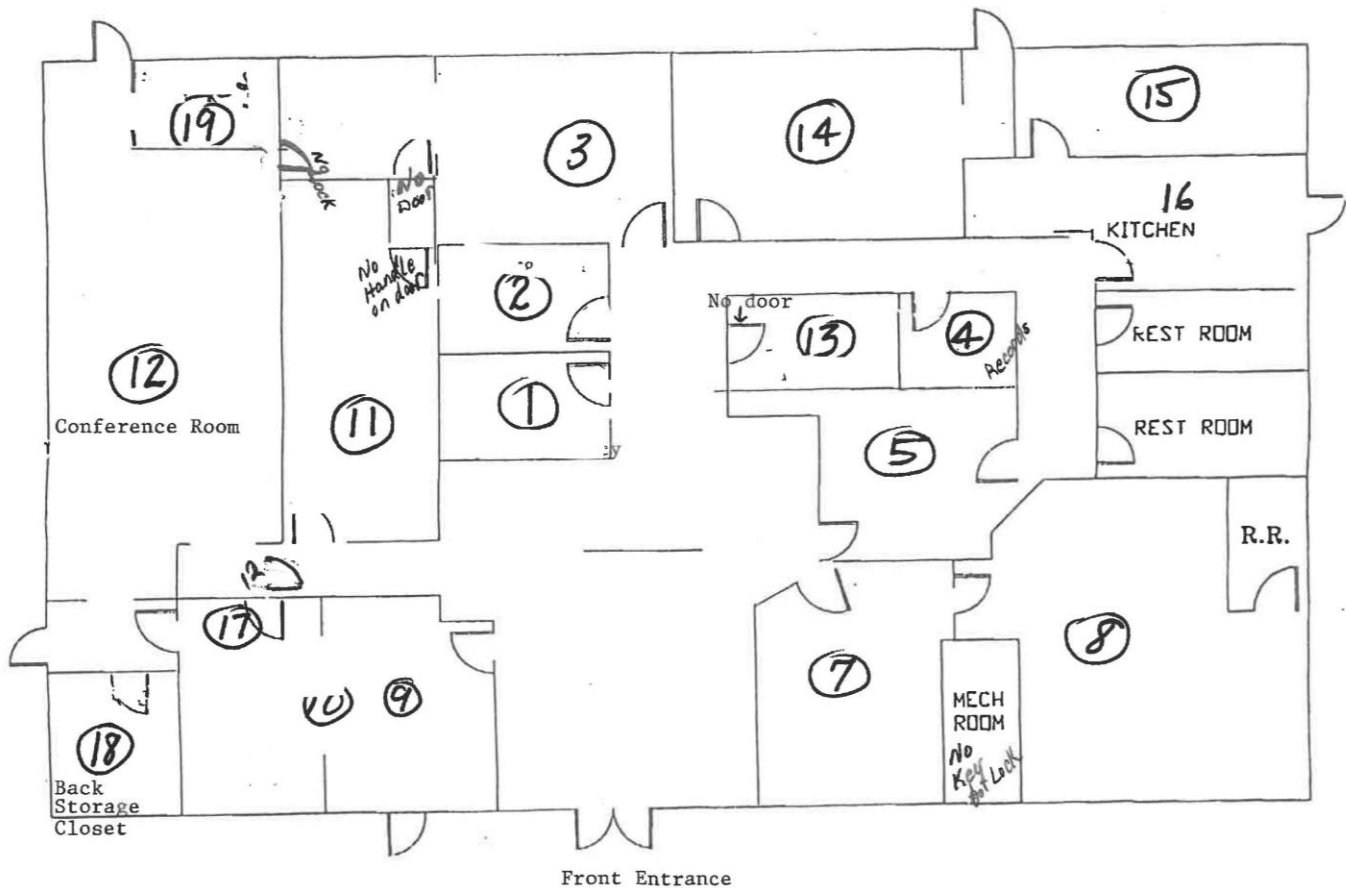 15
19
3
14
No
Lock
No
Door
16
KITCHEN
No
Handle
on door
2
No door
13
4
Records
REST ROOM
12
Conference Room
1
11
REST ROOM
5
R.R.
12
17
8
7
10
9
MECH
ROOM
18
No
Key
Lock
Back
Storage
Closet
Front Entrance